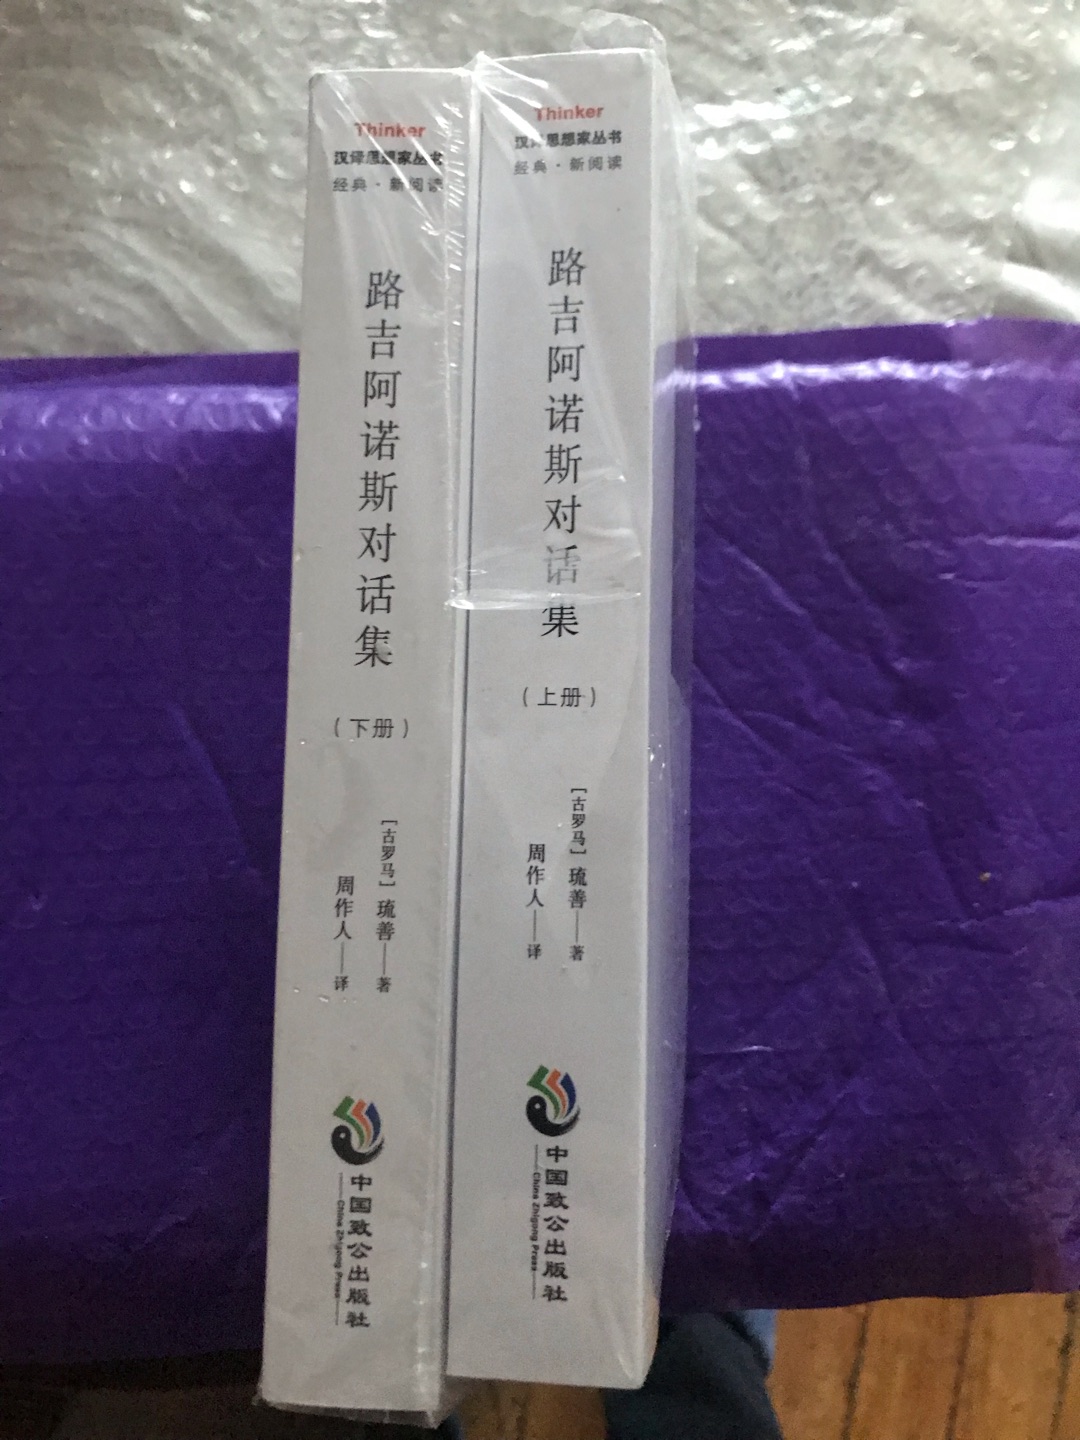 Thinker
汉译思想家丛书
经典·新阅读
路吉阿诺斯对话集
（下册）
[古罗马]琉善——著
周作人——译
中国致公出版社
China Zhigong Press
Thinker
汉译思想家丛书
经典·新阅读
路吉阿诺斯对话集
（上册）
[古罗马]琉善——著
周作人——译
中国致公出版社
China Zhigong Press